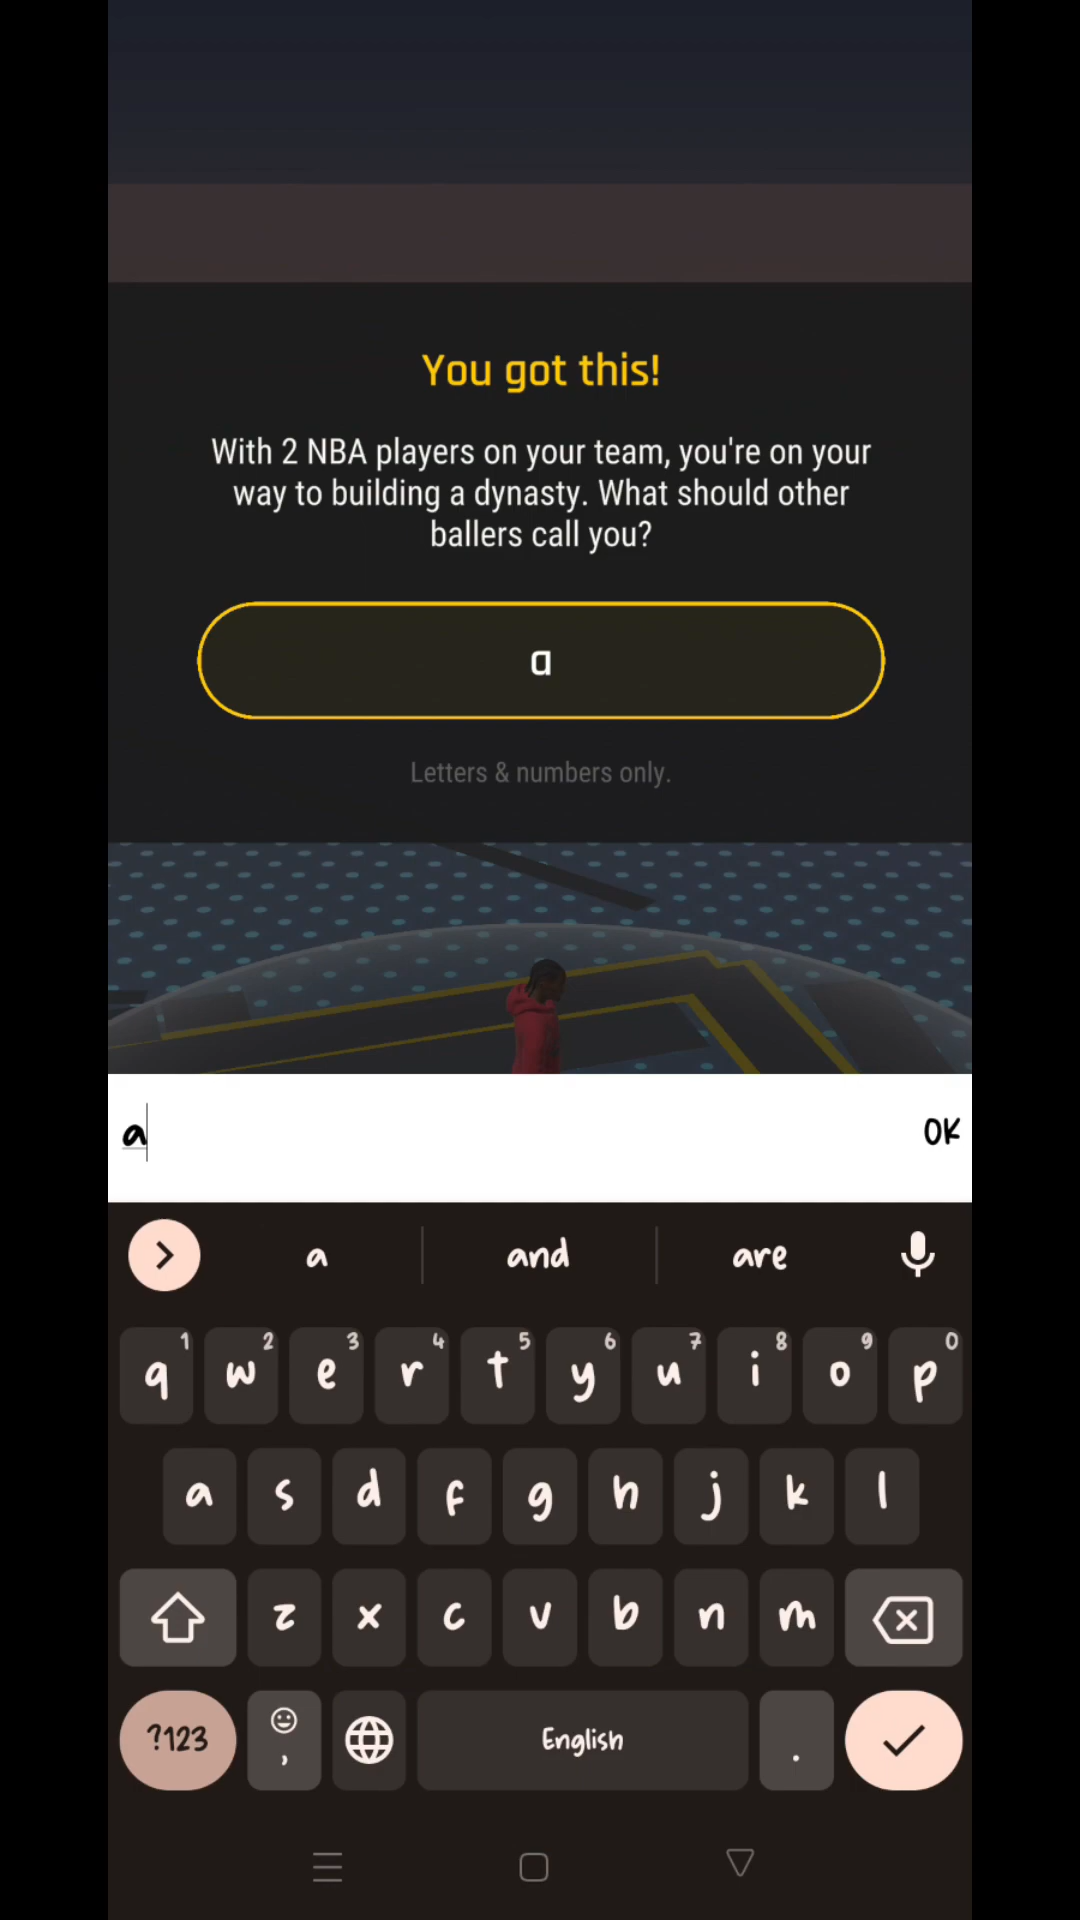 You got this!
With 2 NBA players on your team, you're on your
way to building a dynasty. What should other
ballers call you?
a
Letters & numbers only.
a OK
a and are
1 2 3 4 5 6 7 8 9 0
q w e r t y u i o p
a s d f g h j k l
z x c v b n m
?123 , English .